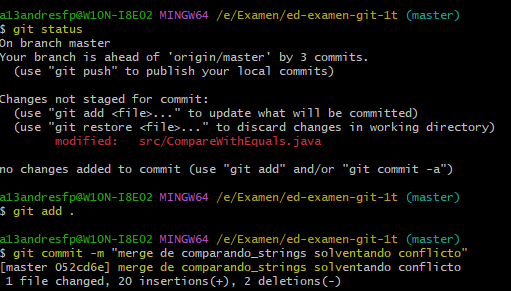 a13andresfp@W10N-I8E02 MINGW64 /e/Examen/ed-examen-git-1t (master)
$ git status
On branch master
Your branch is ahead of 'origin/master' by 3 commits.
  (use "git push" to publish your local commits)

Changes not staged for commit:
  (use "git add <file>..." to update what will be committed)
  (use "git restore <file>..." to discard changes in working directory)
        modified:   src/CompareWithEquals.java

no changes added to commit (use "git add" and/or "git commit -a")

a13andresfp@W10N-I8E02 MINGW64 /e/Examen/ed-examen-git-1t (master)
$ git add .

a13andresfp@W10N-I8E02 MINGW64 /e/Examen/ed-examen-git-1t (master)
$ git commit -m "merge de comparando_strings solventando conflicto"
[master 052cd6e] merge de comparando_strings solventando conflicto
 1 file changed, 20 insertions(+), 2 deletions(-)